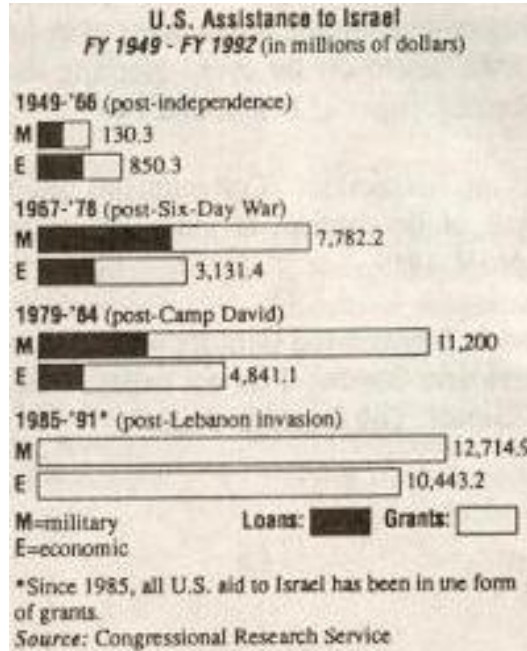 U.S. Assistance to Israel
FY 1949 - FY 1992 (in millions of dollars)
1949-'66 (post-independence)
M 130.3
E 850.3
1967-'78 (post-Six-Day War)
M 7,782.2
E 3,131.4
1979-'84 (post-Camp David)
M 11,200
E 4,841.1
1985-'91* (post-Lebanon invasion)
M 12,714.9
E 10,443.2
M=military Loans: Grants:
E=economic
*Since 1985, all U.S. aid to Israel has been in the form
of grants.
Source: Congressional Research Service